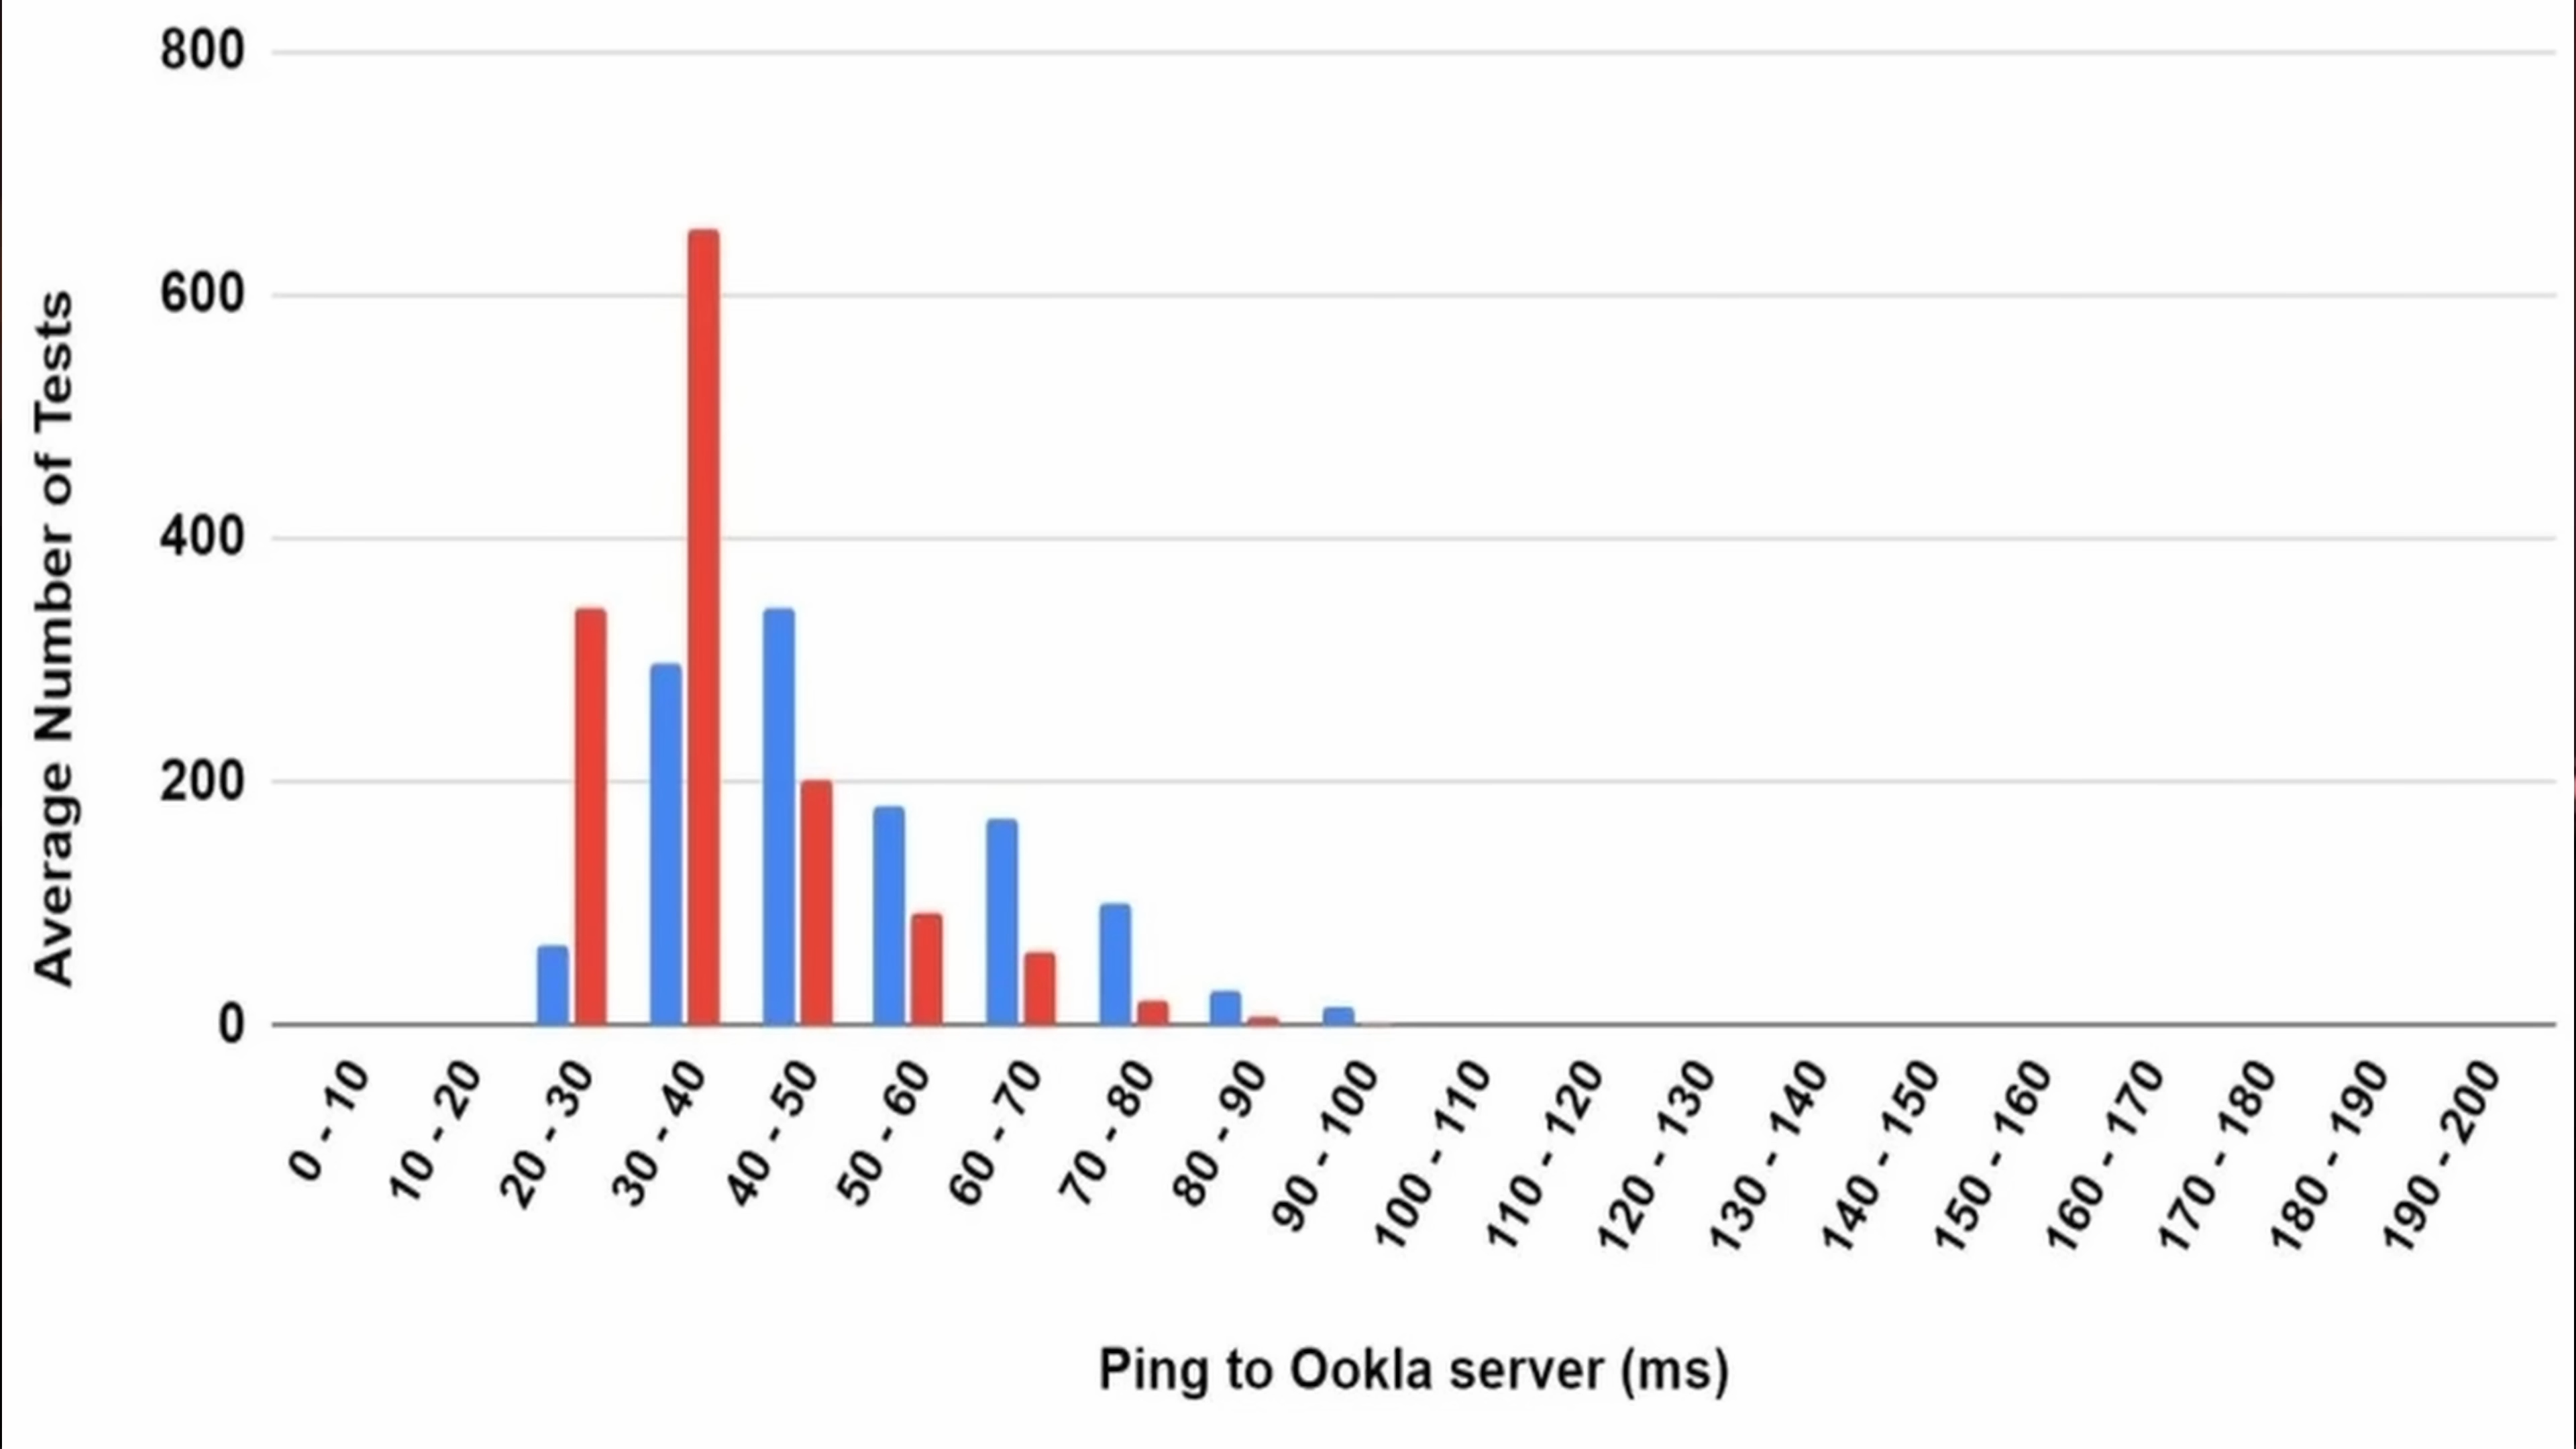 800
600
400
200
0
Average Number of Tests
0 - 10
10 - 20
20 - 30
30 - 40
40 - 50
50 - 60
60 - 70
70 - 80
80 - 90
90 - 100
100 - 110
110 - 120
120 - 130
130 - 140
140 - 150
150 - 160
160 - 170
170 - 180
180 - 190
190 - 200
Ping to Ookla server (ms)